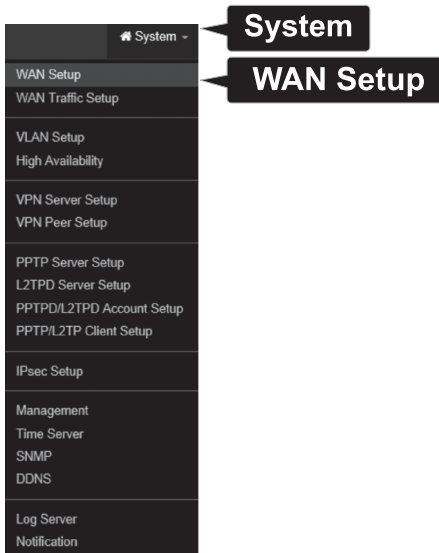 System
System
WAN Setup
WAN Setup
WAN Traffic Setup
VLAN Setup
High Availability
VPN Server Setup
VPN Peer Setup
PPTP Server Setup
L2TPD Server Setup
PPTPD/L2TPD Account Setup
PPTP/L2TP Client Setup
IPsec Setup
Management
Time Server
SNMP
DDNS
Log Server
Notification